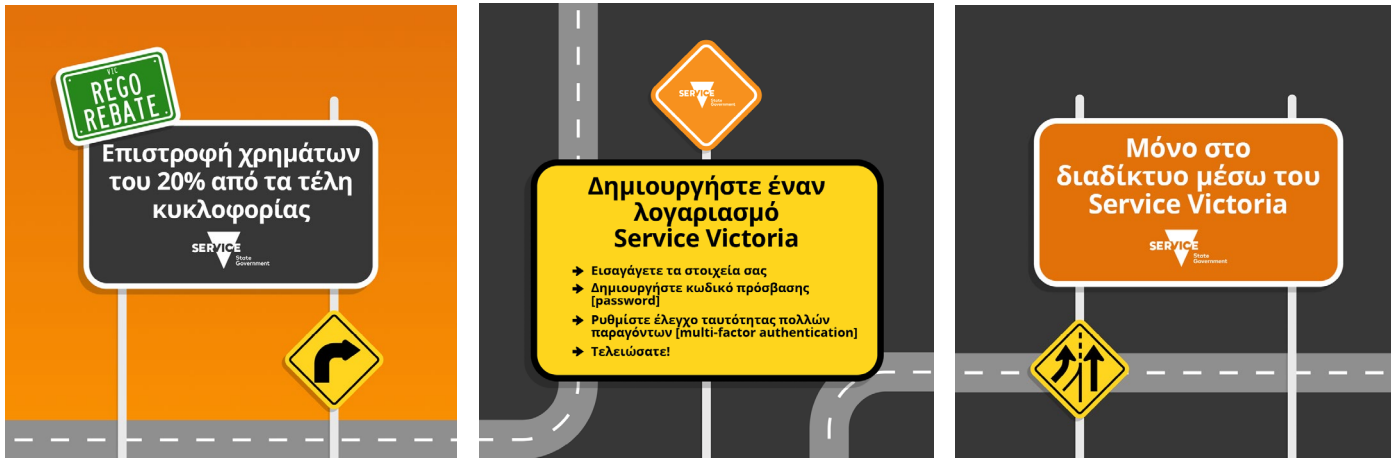 VIC
REGO
REBATE
Επιστροφή χρημάτων
του 20% από τα τέλη
κυκλοφορίας
SERVICE
State
Government
SERVICE
State
Government
Δημιουργήστε έναν
λογαριασμό
Service Victoria
Εισαγάγετε τα στοιχεία σας
Δημιουργήστε κωδικό πρόσβασης
[password]
Ρυθμίστε έλεγχο ταυτότητας πολλών
παραγόντων [multi-factor authentication]
Τελειώσατε!
Μόνο στο
διαδίκτυο μέσω του
Service Victoria
SERVICE
State
Government